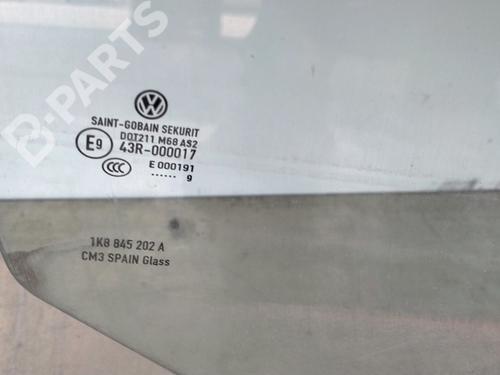 B-PARTS
SAINT-GOBAIN SEKURIT
DOT211 M68 AS2
E9 43R-000017
CCC E 000191
...... 9
1K8 845 202 A
CM3 SPAIN Glass